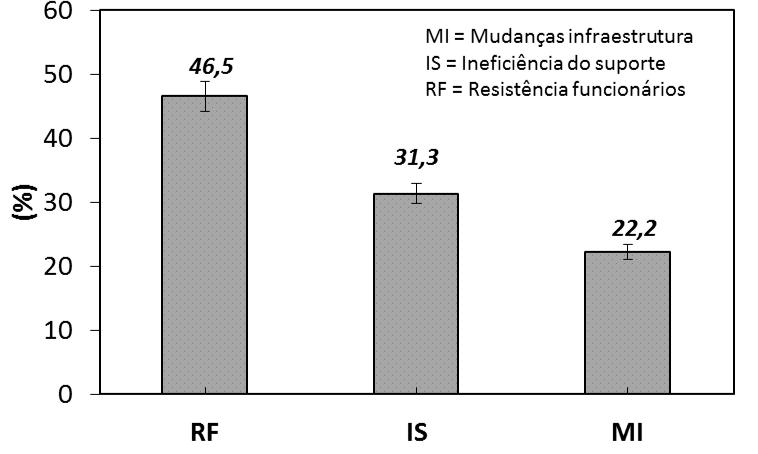 60
50
40
30
20
10
0
(%)
MI = Mudanças infraestrutura
IS = Ineficiência do suporte
RF = Resistência funcionários
46,5
31,3
22,2
RF
IS
MI